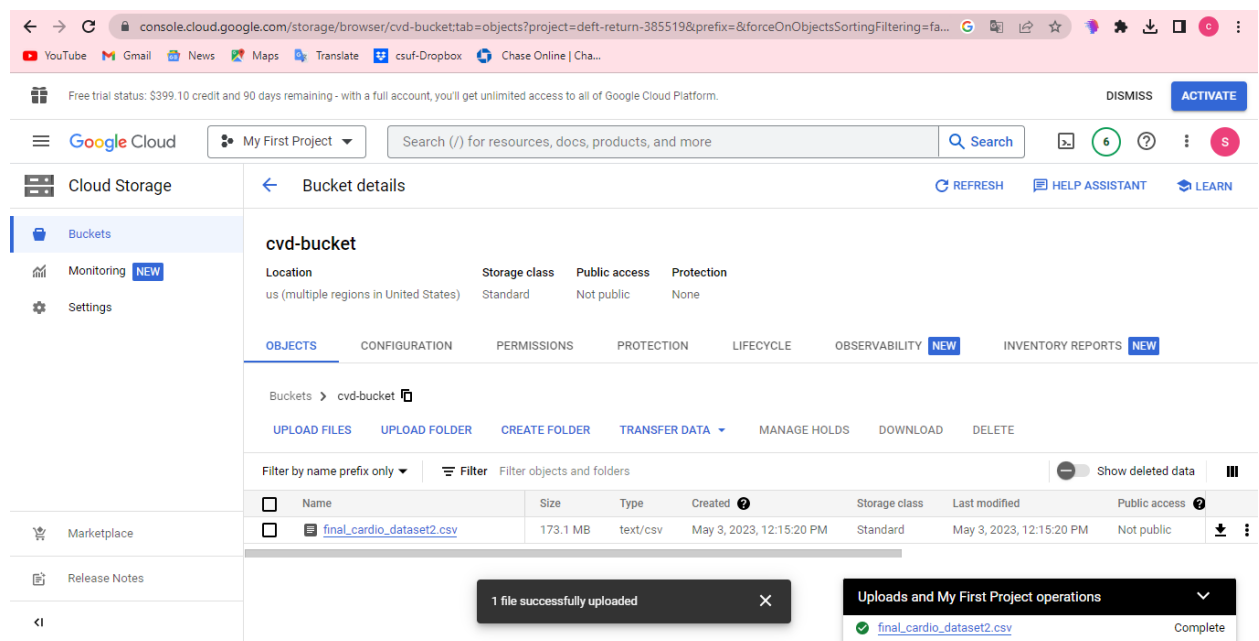 console.cloud.google.com/storage/browser/cvd-bucket;tab=objects?project=deft-return-385519&prefix=&forceOnObjectsSortingFiltering=fa... G C
YouTube Gmail News Maps Translate csuf-Dropbox Chase Online | Cha...
Free trial status: $399.10 credit and 90 days remaining - with a full account, you'll get unlimited access to all of Google Cloud Platform. DISMISS ACTIVATE
Google Cloud My First Project Search (/) for resources, docs, products, and more Search 6 S
Cloud Storage Bucket details REFRESH HELP ASSISTANT LEARN
Buckets
Monitoring NEW
Settings
Marketplace
Release Notes
cvd-bucket
Location Storage class Public access Protection
us (multiple regions in United States) Standard Not public None
OBJECTS CONFIGURATION PERMISSIONS PROTECTION LIFECYCLE OBSERVABILITY NEW INVENTORY REPORTS NEW
Buckets > cvd-bucket
UPLOAD FILES UPLOAD FOLDER CREATE FOLDER TRANSFER DATA MANAGE HOLDS DOWNLOAD DELETE
Filter by name prefix only Filter Filter objects and folders Show deleted data
Name Size Type Created Storage class Last modified Public access
final_cardio_dataset2.csv 173.1 MB text/csv May 3, 2023, 12:15:20 PM Standard May 3, 2023, 12:15:20 PM Not public
1 file successfully uploaded
Uploads and My First Project operations
final_cardio_dataset2.csv Complete